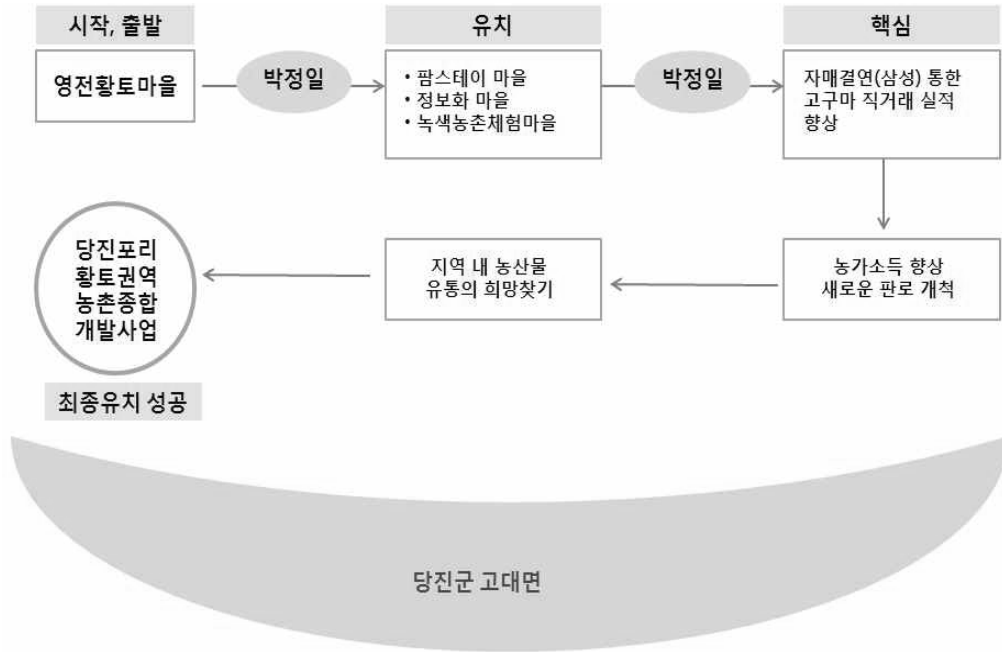 시작, 출발
유치
핵심
영전황토마을
박정일
• 팜스테이 마을
• 정보화 마을
• 녹색농촌체험마을
박정일
자매결연(삼성) 통한
고구마 직거래 실적
향상
당진포리
황토권역
농촌종합
개발사업
지역 내 농산물
유통의 희망찾기
농가소득 향상
새로운 판로 개척
최종유치 성공
당진군 고대면